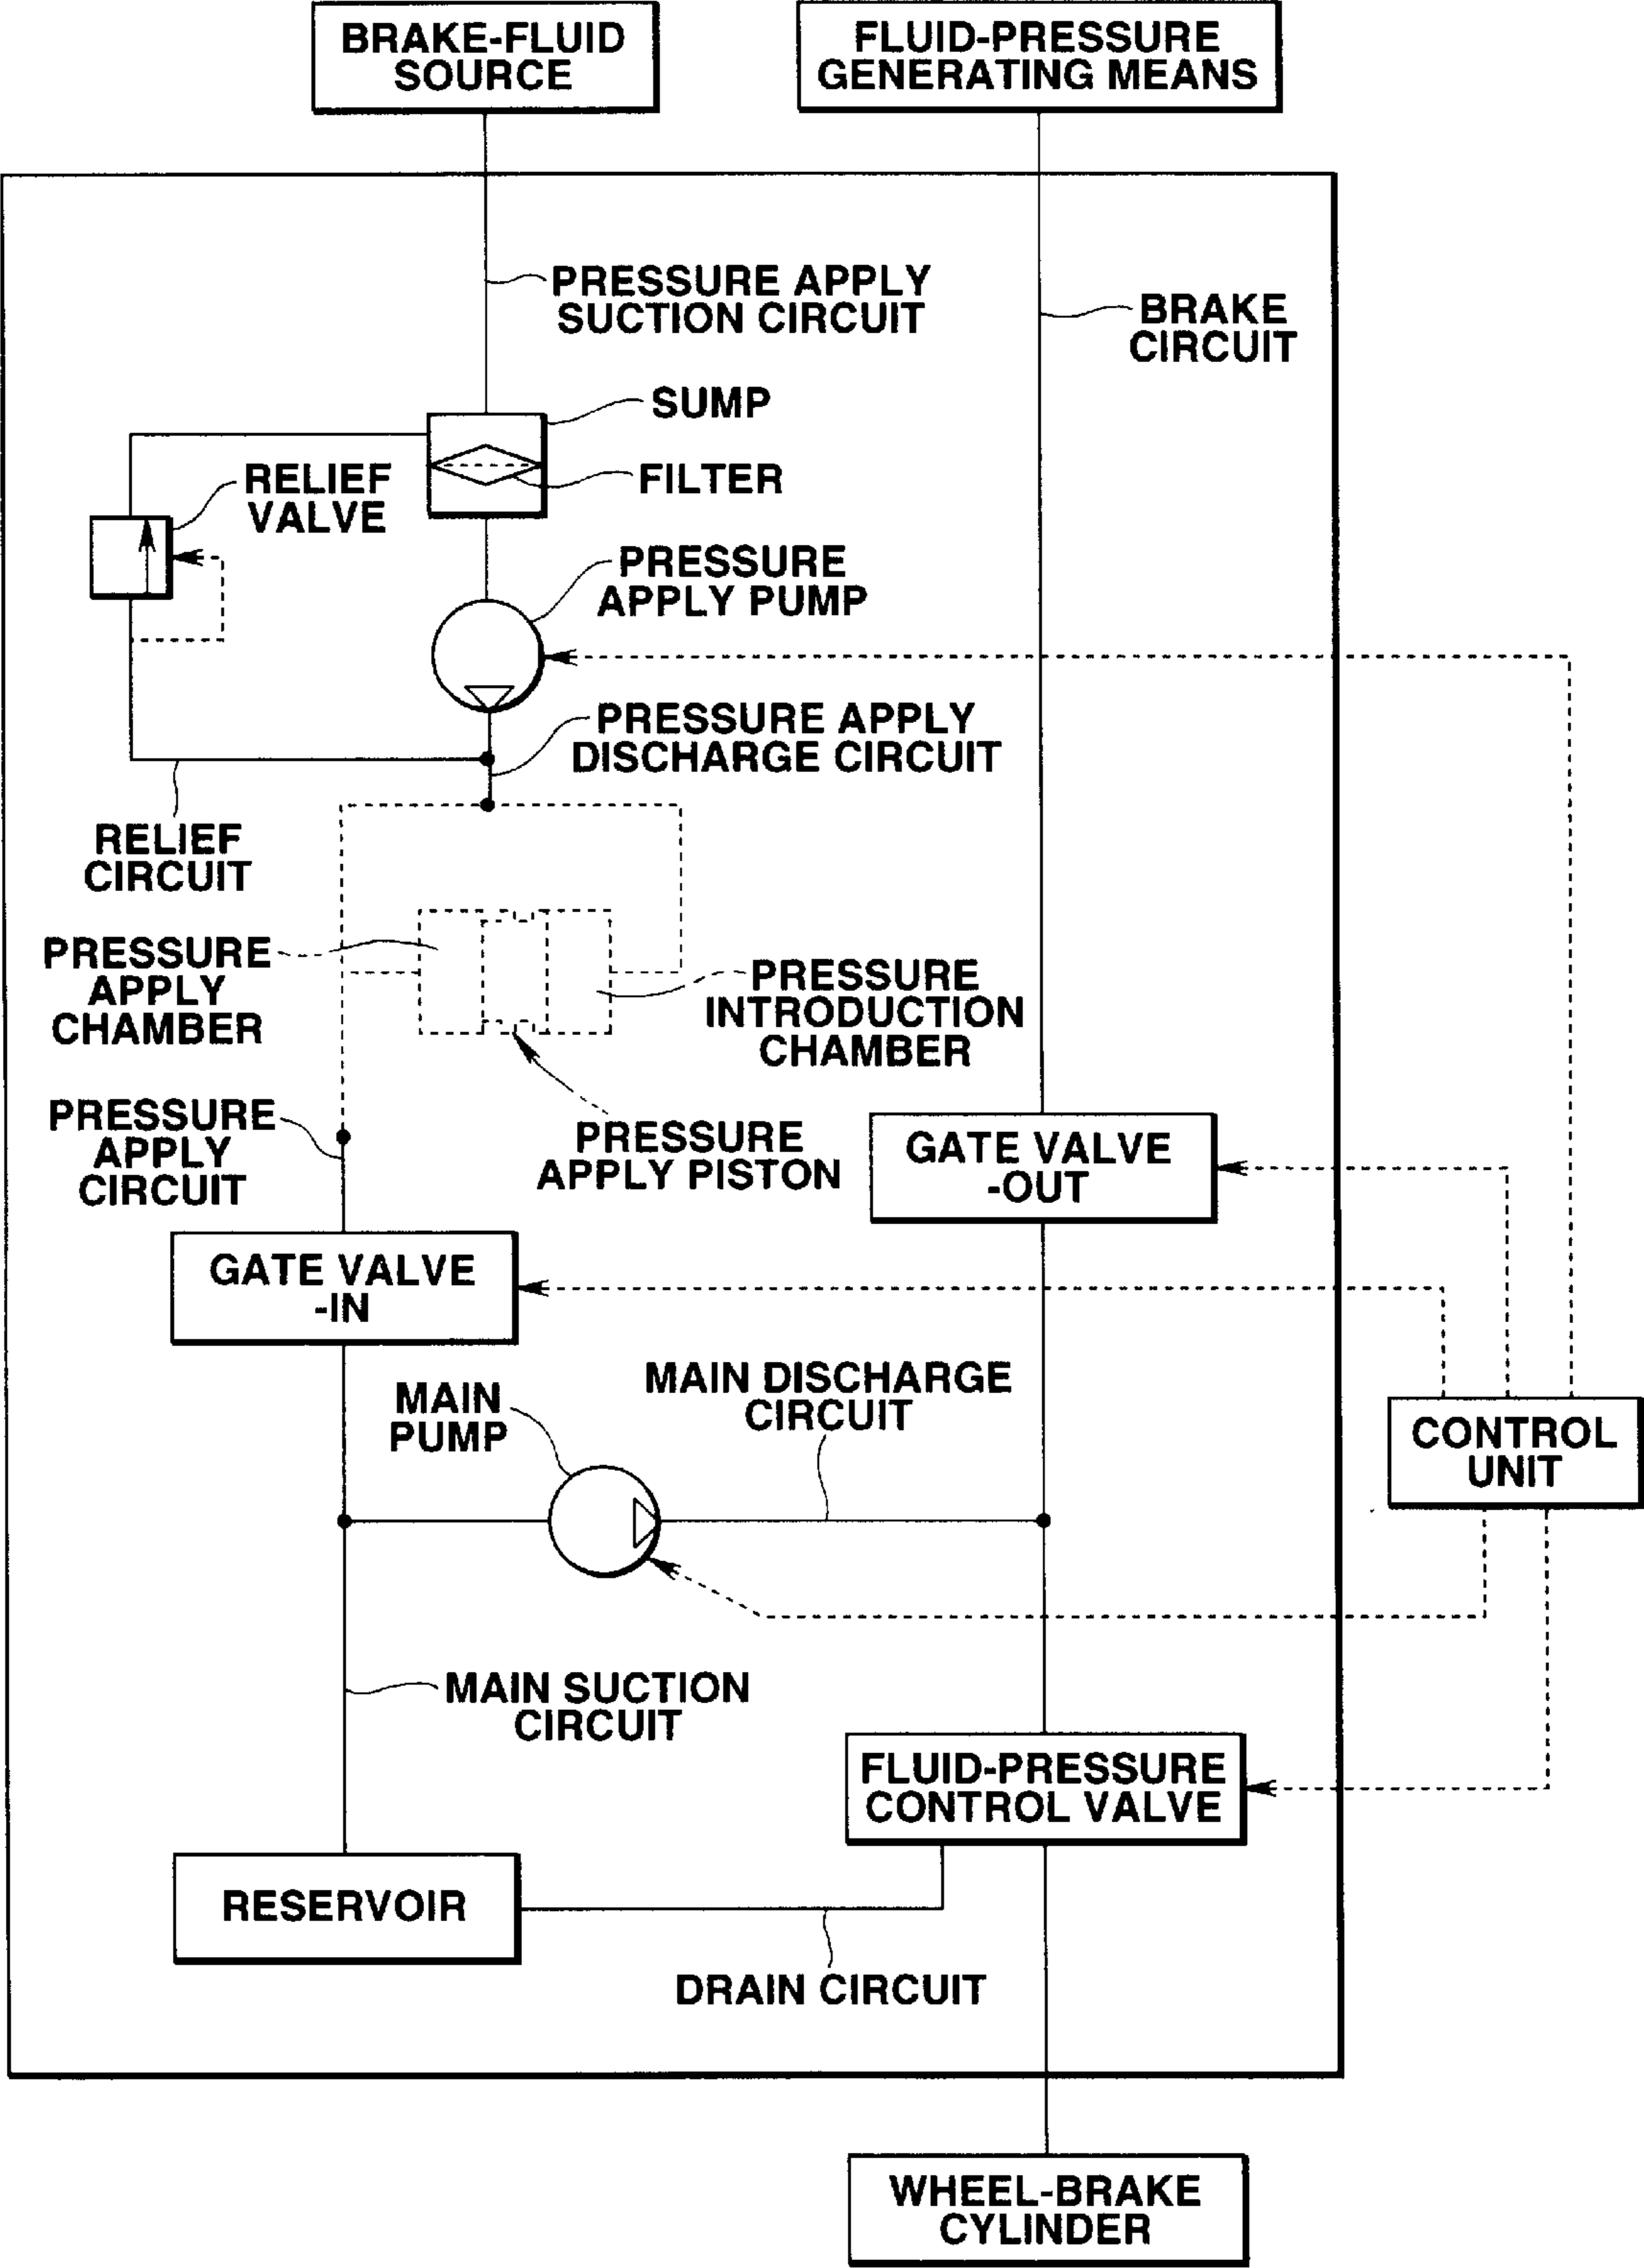 BRAKE-FLUID
SOURCE
FLUID-PRESSURE
GENERATING MEANS
PRESSURE APPLY
SUCTION CIRCUIT
BRAKE
CIRCUIT
SUMP
FILTER
RELIEF
VALVE
PRESSURE
APPLY PUMP
PRESSURE APPLY
DISCHARGE CIRCUIT
RELIEF
CIRCUIT
PRESSURE
APPLY
CHAMBER
PRESSURE
INTRODUCTION
CHAMBER
PRESSURE
APPLY
CIRCUIT
PRESSURE
APPLY PISTON
GATE VALVE
-OUT
GATE VALVE
-IN
MAIN
PUMP
MAIN DISCHARGE
CIRCUIT
CONTROL
UNIT
MAIN SUCTION
CIRCUIT
FLUID-PRESSURE
CONTROL VALVE
RESERVOIR
DRAIN CIRCUIT
WHEEL-BRAKE
CYLINDER